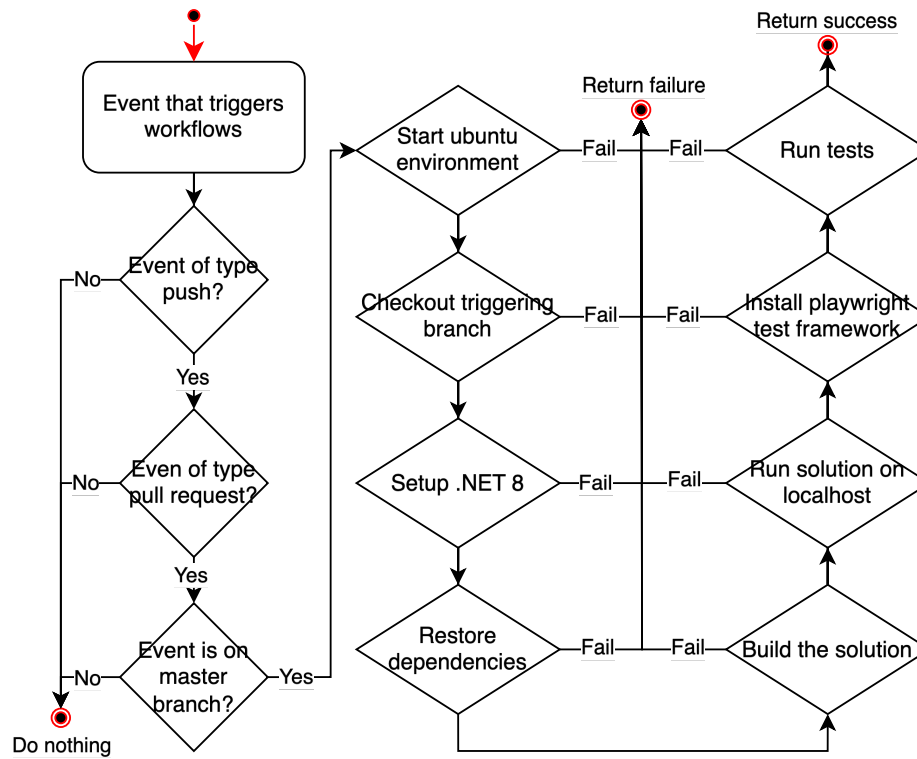 Event that triggers
workflows
Event of type
push?
No
Yes
Even of type
pull request?
No
Yes
Event is on
master
branch?
No
Yes
Do nothing
Start ubuntu
environment
Fail
Checkout triggering
branch
Fail
Setup .NET 8
Fail
Restore
dependencies
Fail
Return failure
Build the solution
Fail
Run solution on
localhost
Fail
Install playwright
test framework
Fail
Run tests
Fail
Return success